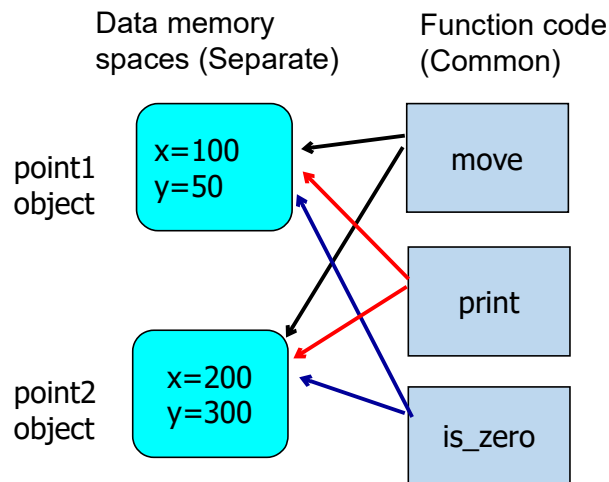 Data memory
spaces (Separate)
Function code
(Common)
point1
object
x=100
y=50
move
print
point2
object
x=200
y=300
is_zero